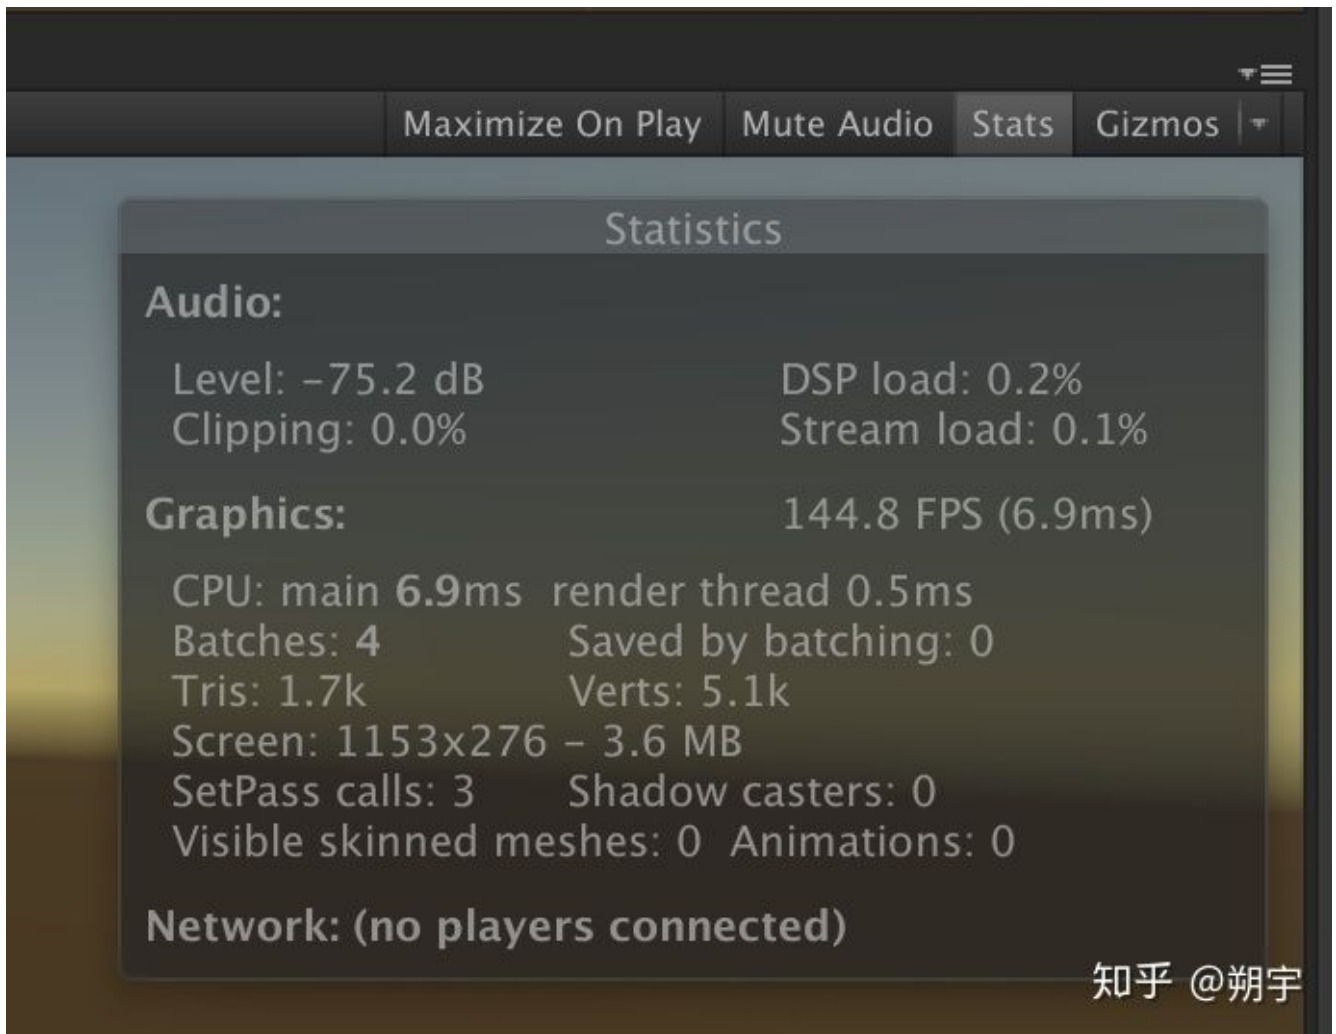 Maximize On Play Mute Audio Stats Gizmos
Statistics
Audio:
Level: -75.2 dB DSP load: 0.2%
Clipping: 0.0% Stream load: 0.1%
Graphics: 144.8 FPS (6.9ms)
CPU: main 6.9ms render thread 0.5ms
Batches: 4 Saved by batching: 0
Tris: 1.7k Verts: 5.1k
Screen: 1153x276 - 3.6 MB
SetPass calls: 3 Shadow casters: 0
Visible skinned meshes: 0 Animations: 0
Network: (no players connected)
知乎 @朔宇